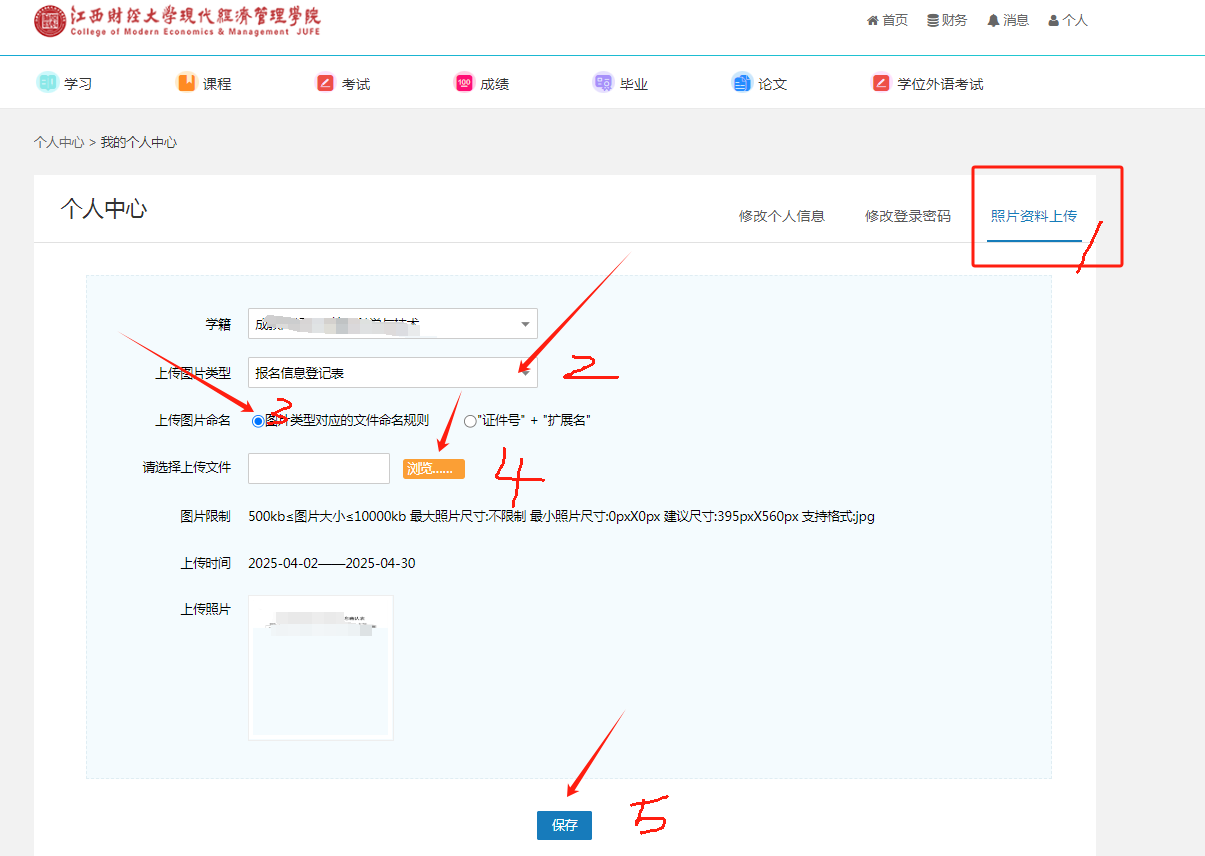 江西财经大学現代經濟管理學院
College of Modern Economics & Management JUFE
首页 财务 消息 个人
学习 课程 考试 成绩 毕业 论文 学位外语考试
个人中心 > 我的个人中心
个人中心
修改个人信息 修改登录密码 照片资料上传
1
学籍
上传图片类型 报名信息登记表
2
上传图片命名 图片类型对应的文件命名规则 "证件号" + "扩展名"
3
请选择上传文件 浏览......
4
图片限制 500kb≤图片大小≤10000kb 最大照片尺寸:不限制 最小照片尺寸:0pxX0px 建议尺寸:395pxX560px 支持格式:jpg
上传时间 2025-04-02——2025-04-30
上传照片
保存
5